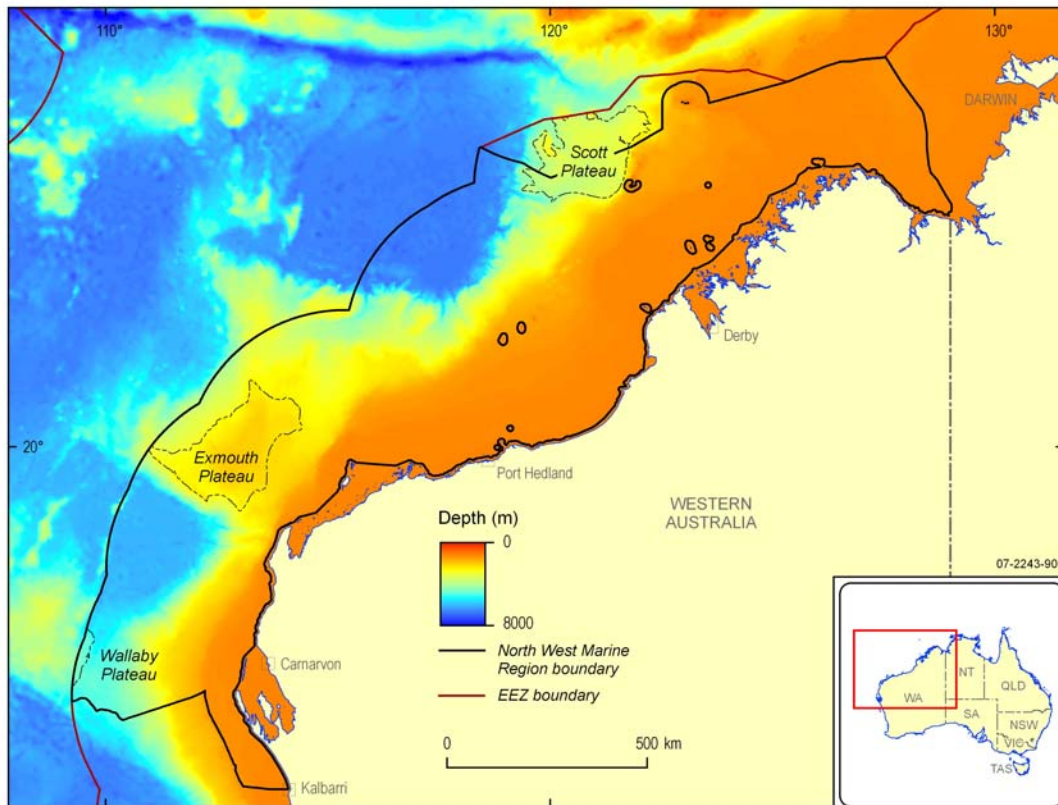 110°
120°
130°
DARWIN
Scott
Plateau
Derby
20°
Exmouth
Plateau
Port Hedland
WESTERN
AUSTRALIA
Depth (m)
0
8000
07-2243-90
North West Marine
Region boundary
EEZ boundary
Wallaby
Plateau
Carnarvon
0
500 km
Kalbarri
NT
QLD
WA
SA
NSW
VIC
TAS